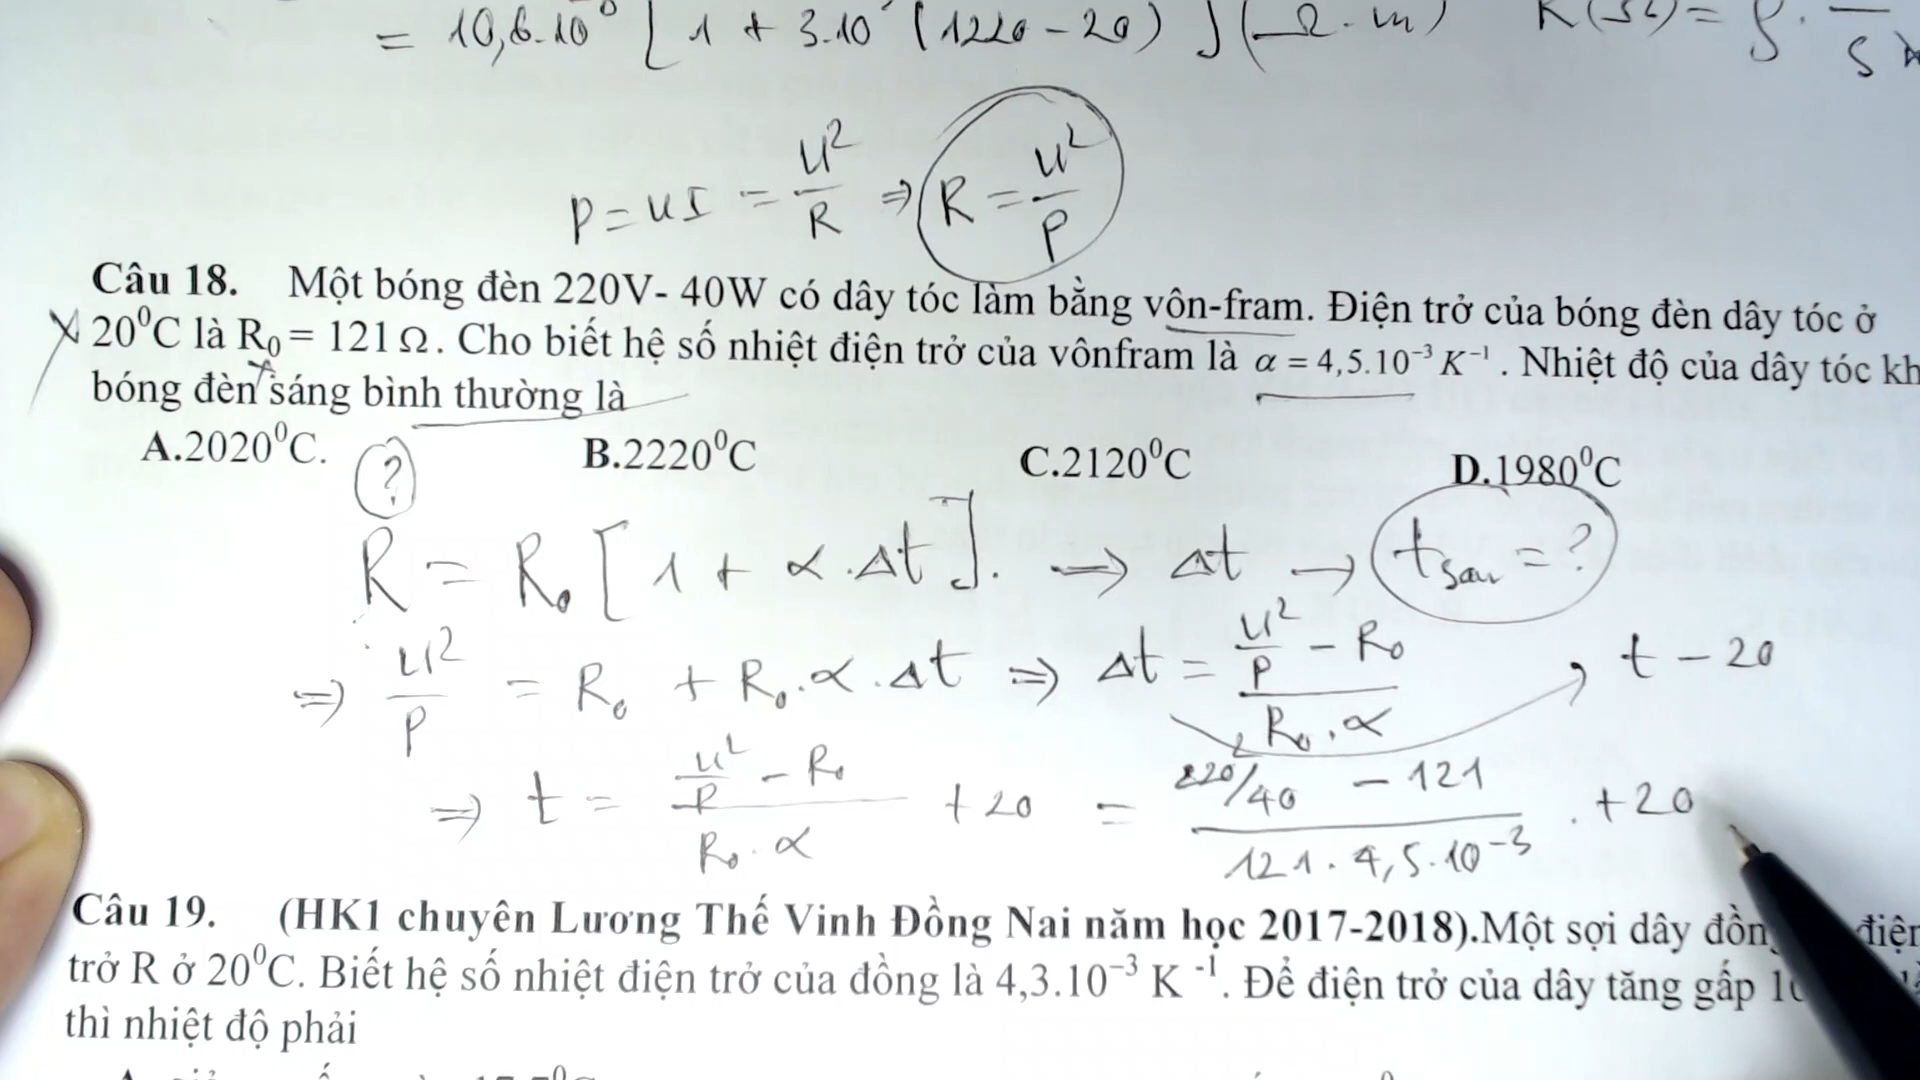 = 10,6.10 [ 1 + 3.10 (1220 - 20) ] (Ω.m) R(Ω) = ρ.
S
P = UI = U²/R ⇒ R = U²/P
Câu 18. Một bóng đèn 220V- 40W có dây tóc làm bằng vôn-fram. Điện trở của bóng đèn dây tóc ở
20⁰C là R₀ = 121Ω. Cho biết hệ số nhiệt điện trở của vônfram là α = 4,5.10⁻³ K⁻¹. Nhiệt độ của dây tóc kh
bóng đèn sáng bình thường là
A.2020⁰C. B.2220⁰C C.2120⁰C D.1980⁰C
?
R = R₀ [ 1 + α.Δt ]. → Δt → t sau = ?
⇒ U²/P = R₀ + R₀.α.Δt ⇒ Δt = (U²/P - R₀)/(R₀.α) t - 20
⇒ t = (U²/P - R₀)/(R₀.α) + 20 = (220²/40 - 121)/(121.4,5.10⁻³) . + 20
Câu 19. (HK1 chuyên Lương Thế Vinh Đồng Nai năm học 2017-2018).Một sợi dây đồn điện
trở R ở 20⁰C. Biết hệ số nhiệt điện trở của đồng là 4,3.10⁻³ K ⁻¹. Để điện trở của dây tăng gấp
thì nhiệt độ phải